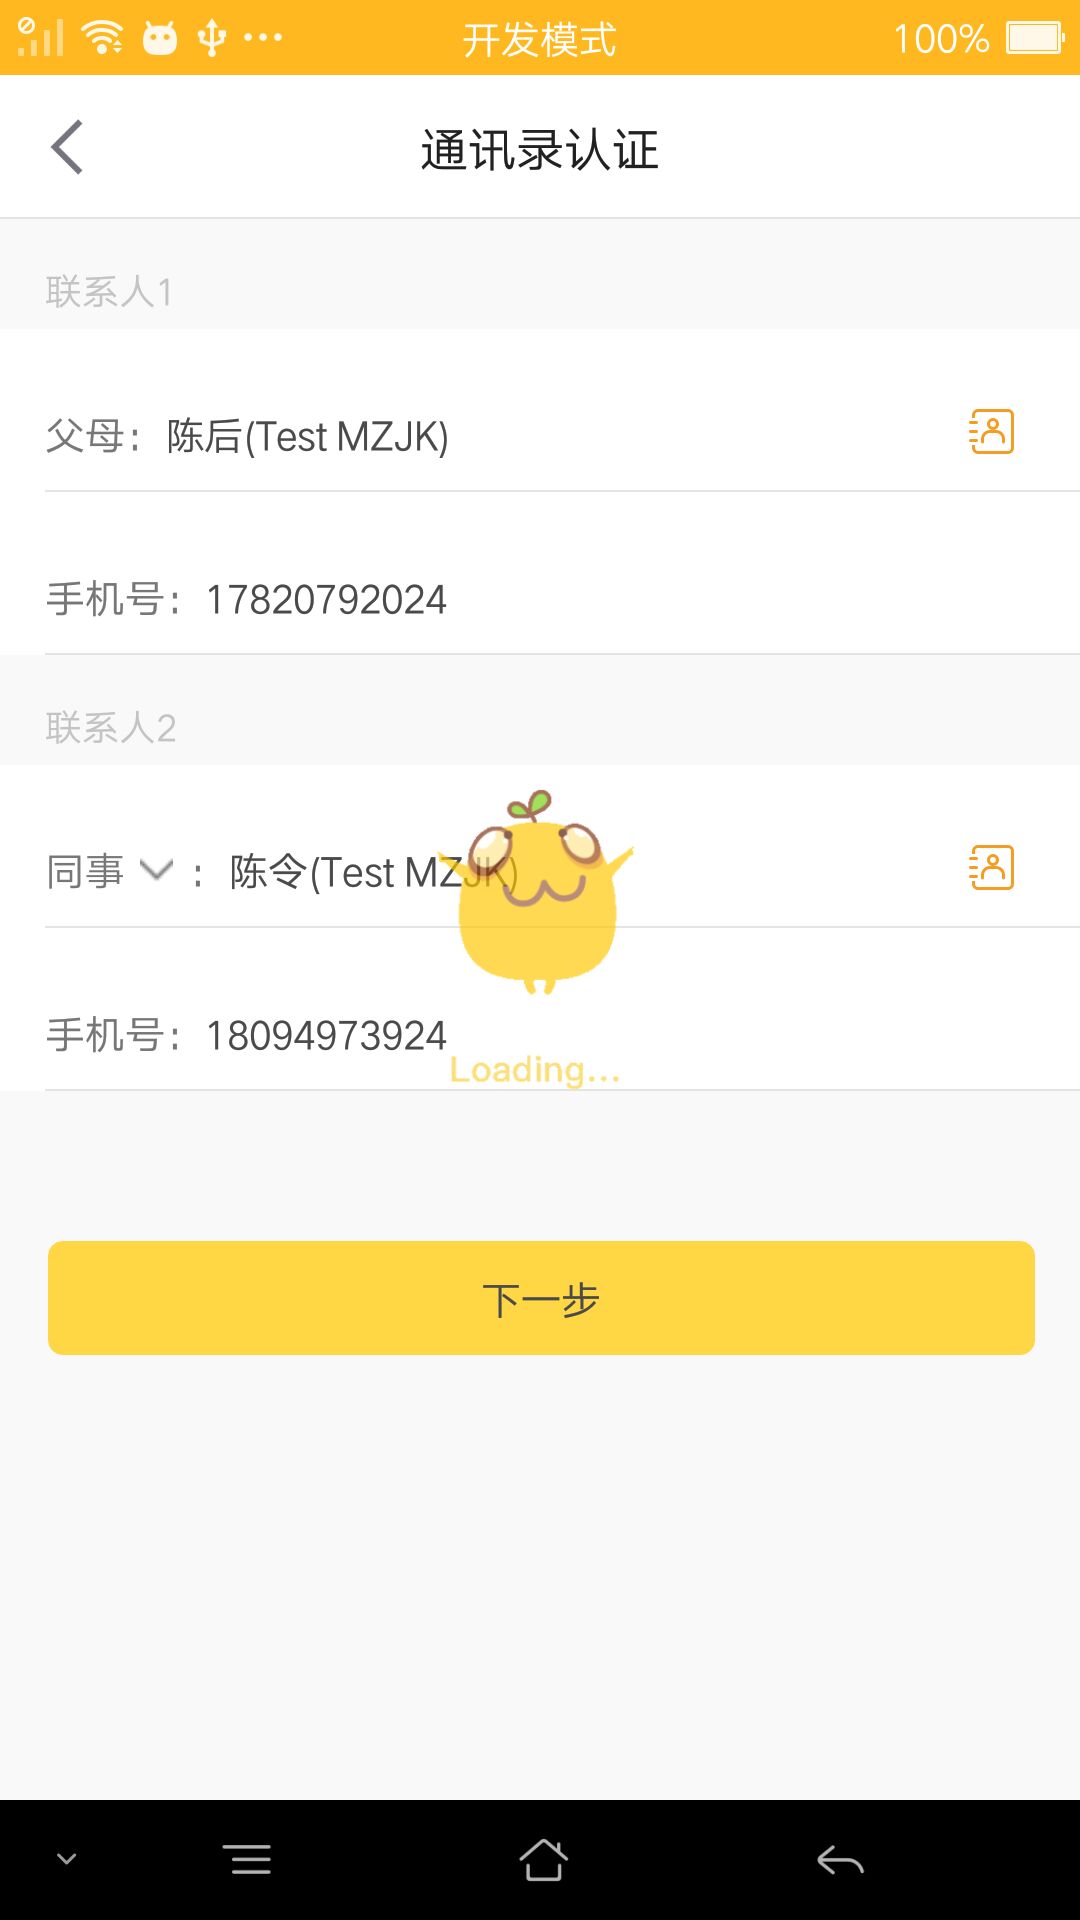 开发模式 100%
通讯录认证
联系人1
父母： 陈后(Test MZJK)
手机号： 17820792024
联系人2
同事 ： 陈令(Test MZJK)
手机号： 18094973924
Loading...
下一步